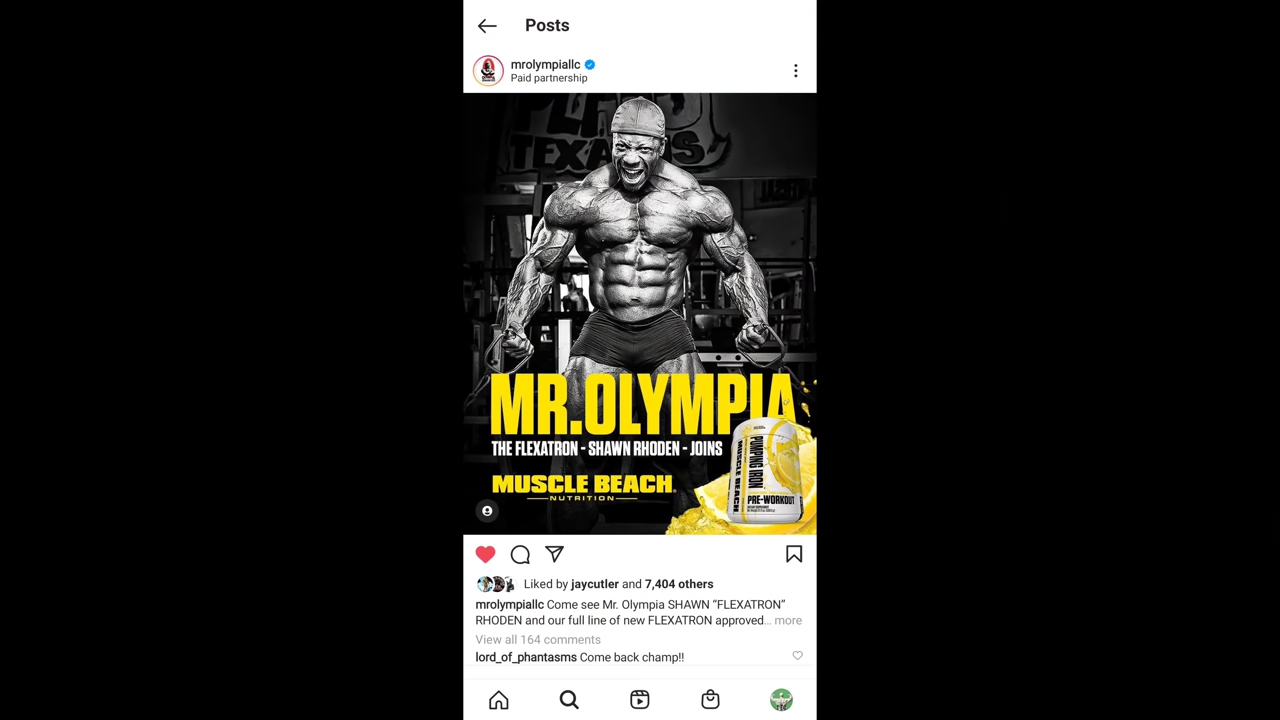 Posts
mrolympiallc
Paid partnership
TEXAS
MR.OLYMPIA
THE FLEXATRON - SHAWN RHODEN - JOINS
MUSCLE BEACH®
NUTRITION
PUMPING IRON
MUSCLE BEACH
PRE-WORKOUT
Liked by jaycutler and 7,404 others
mrolympiallc Come see Mr. Olympia SHAWN “FLEXATRON”
RHODEN and our full line of new FLEXATRON approved... more
View all 164 comments
lord_of_phantasms Come back champ!!